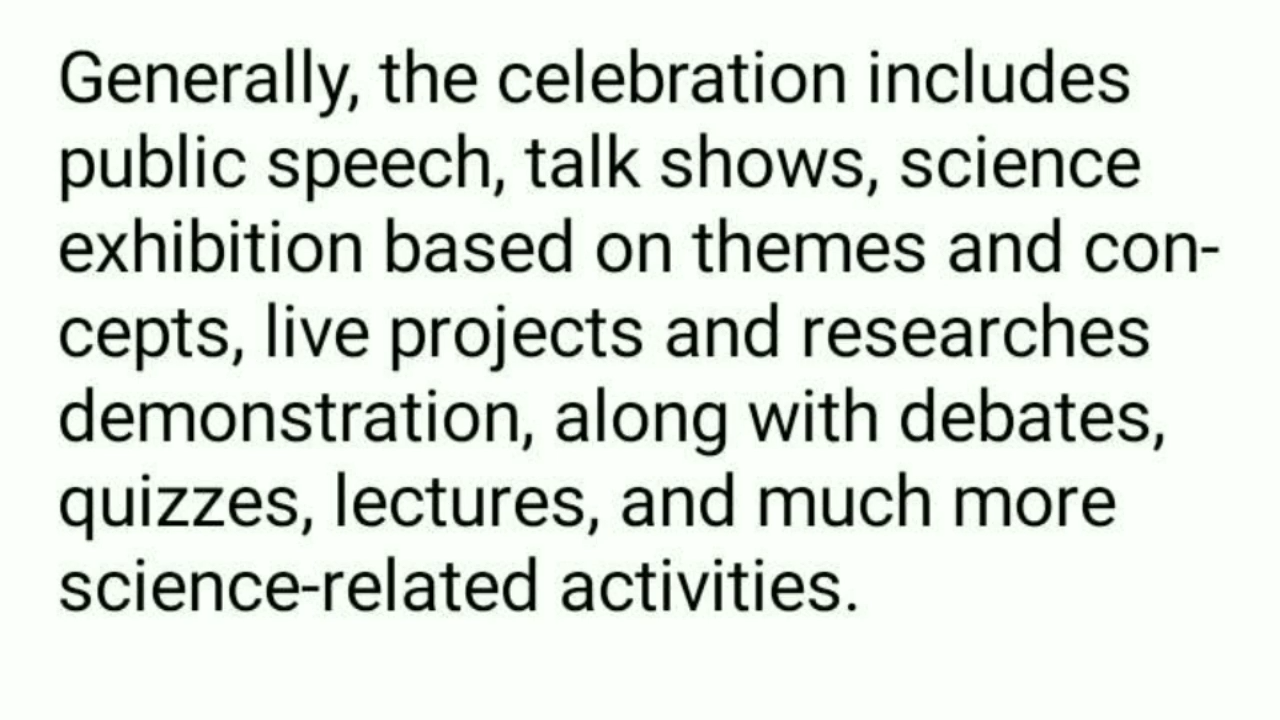 Generally, the celebration includes
public speech, talk shows, science
exhibition based on themes and con-
cepts, live projects and researches
demonstration, along with debates,
quizzes, lectures, and much more
science-related activities.